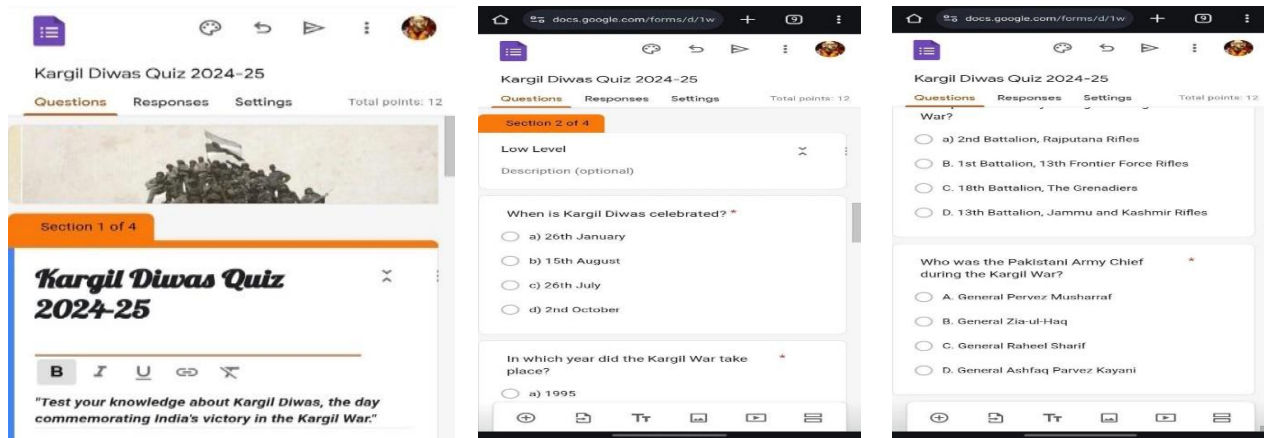 Kargil Diwas Quiz 2024-25
Questions Responses Settings Total points: 12
Section 1 of 4
Kargil Diwas Quiz
2024-25
B I U
"Test your knowledge about Kargil Diwas, the day
commemorating India's victory in the Kargil War."
docs.google.com/forms/d/1w 9
Kargil Diwas Quiz 2024-25
Questions Responses Settings Total points: 12
Section 2 of 4
Low Level
Description (optional)
When is Kargil Diwas celebrated? *
a) 26th January
b) 15th August
c) 26th July
d) 2nd October
In which year did the Kargil War take *
place?
a) 1995
Tт
docs.google.com/forms/d/1w 9
Kargil Diwas Quiz 2024-25
Questions Responses Settings Total points: 12
War?
a) 2nd Battalion, Rajputana Rifles
B. 1st Battalion, 13th Frontier Force Rifles
C. 18th Battalion, The Grenadiers
D. 13th Battalion, Jammu and Kashmir Rifles
Who was the Pakistani Army Chief *
during the Kargil War?
A. General Pervez Musharraf
B. General Zia-ul-Haq
C. General Raheel Sharif
D. General Ashfaq Parvez Kayani
Tт